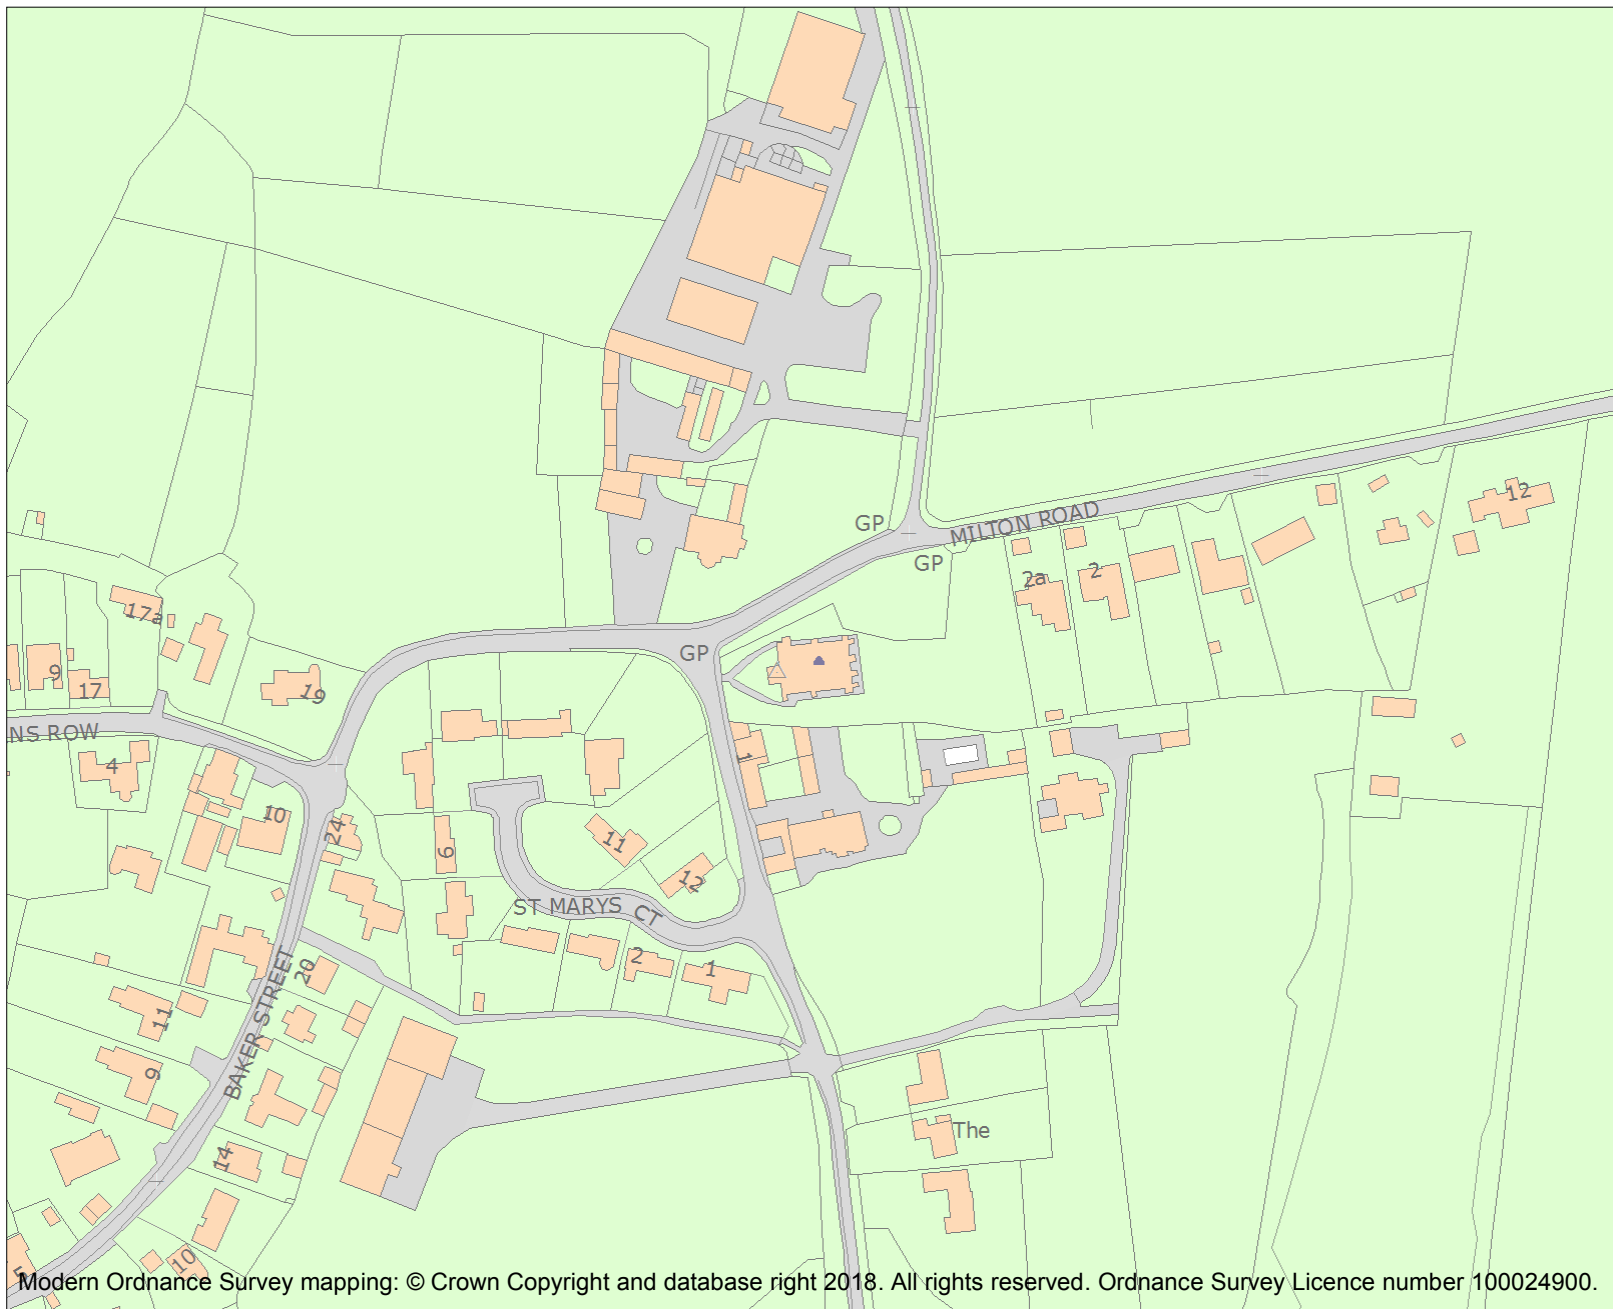 12
GP
MILTON ROAD
GP
2a
2
17a
GP
9
17
19
NS ROW
1
4
10
24
6
11
12
ST MARYS CT
2
1
20
11
BAKER STREET
9
The
14
10
5
Modern Ordnance Survey mapping: © Crown Copyright and database right 2018. All rights reserved. Ordnance Survey Licence number 100024900.